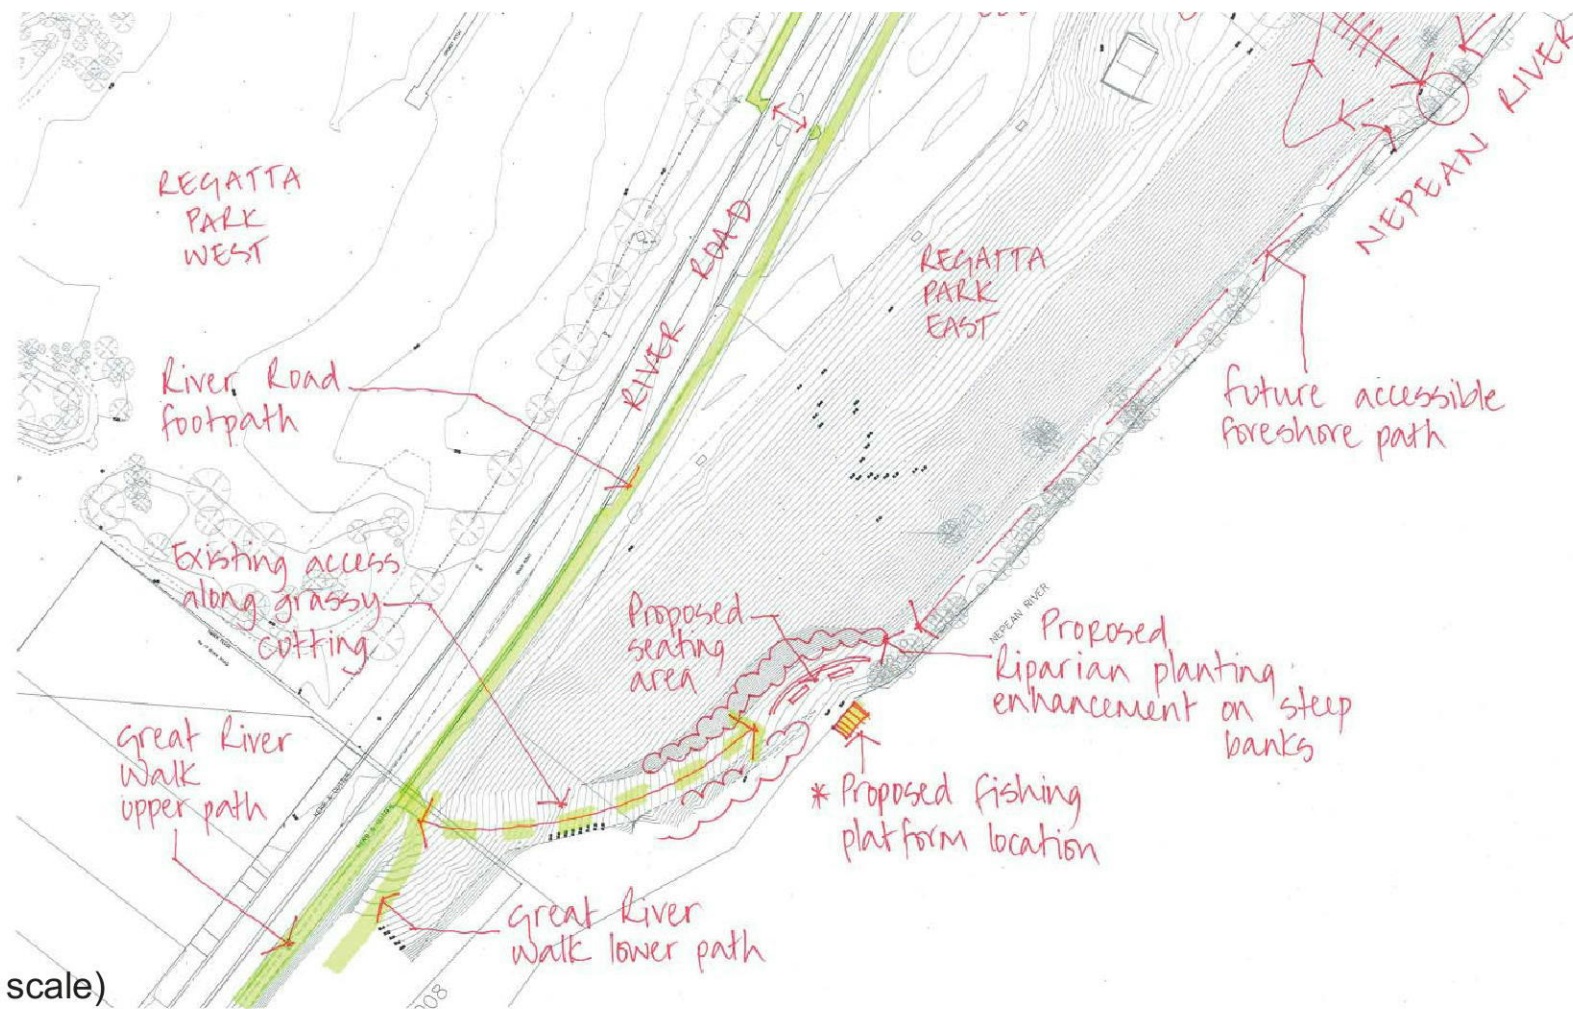 REGATTA
PARK
WEST
RIVER ROAD
NEPEAN RIVER
REGATTA
PARK
EAST
River Road
footpath
future accessible
foreshore path
Existing access
along grassy
cutting
Proposed
seating
area
NEPEAN RIVER
Proposed
Riparian planting
enhancement on steep
banks
Great River
Walk
upper path
* Proposed fishing
platform location
Great River
Walk lower path
scale)
008